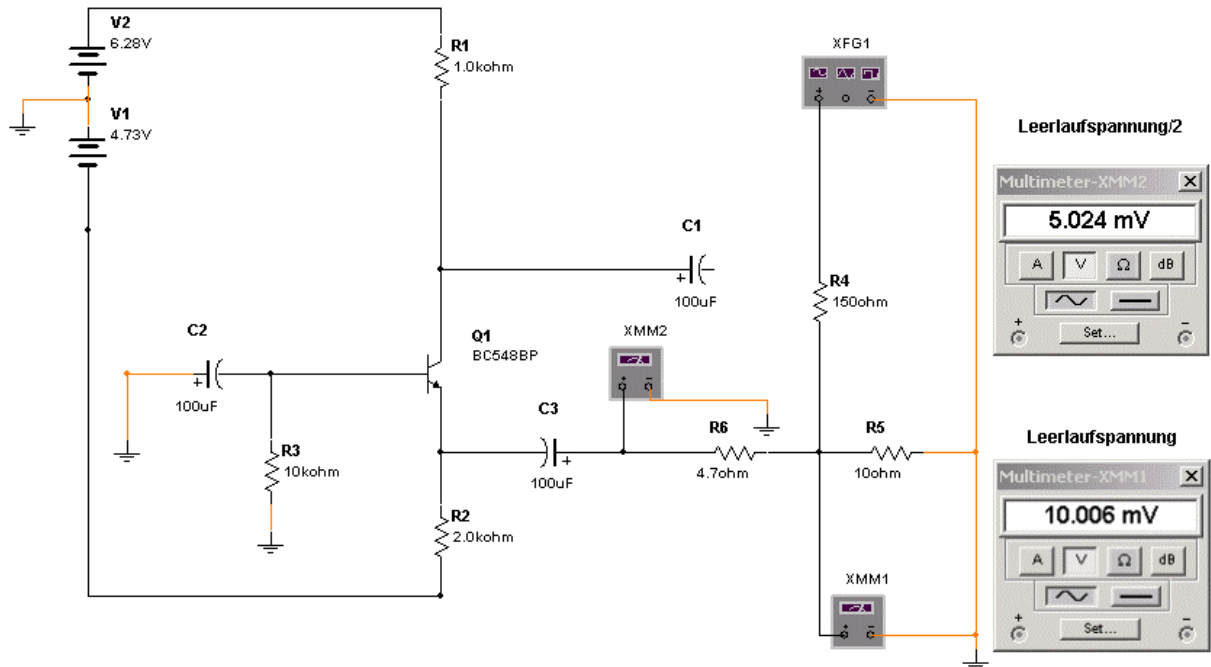 V2
6.28V
V1
4.73V
R1
1.0kohm
XFG1
Leerlaufspannung/2
Multimeter-XMM2
5.024 mV
A V Ω dB
Set...
+ −
C1
+
100uF
R4
150ohm
C2
+
100uF
Q1
BC548BP
XMM2
+ −
C3
+
100uF
R6
4.7ohm
R5
10ohm
R3
10kohm
R2
2.0kohm
XMM1
+ −
Leerlaufspannung
Multimeter-XMM1
10.006 mV
A V Ω dB
Set...
+ −